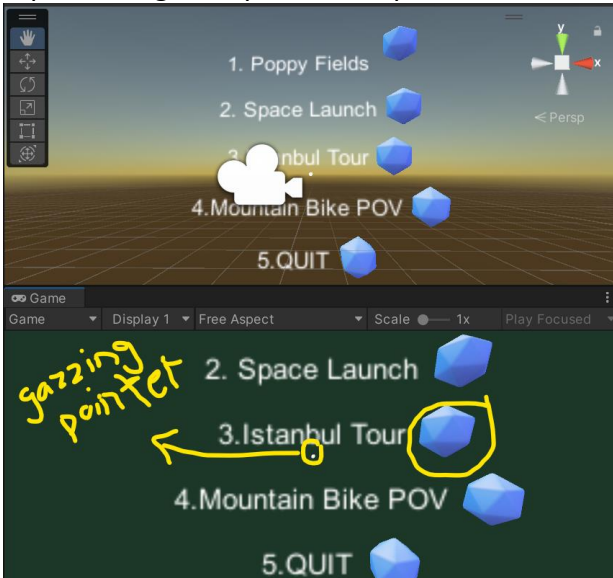 y
x
1. Poppy Fields
2. Space Launch
< Persp
3 nbul Tour
4.Mountain Bike POV
5.QUIT
Game
Game Display 1 Free Aspect Scale 1x Play Focused
gazzing
pointer
2. Space Launch
3.Istanbul Tour
4.Mountain Bike POV
5.QUIT